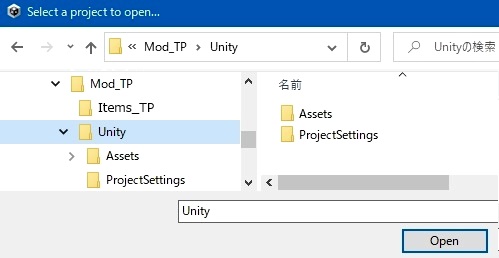 Select a project to open...
« Mod_TP › Unity
Unityの検索
Mod_TP
Items_TP
Unity
Assets
ProjectSettings
名前
Assets
ProjectSettings
Unity
Open